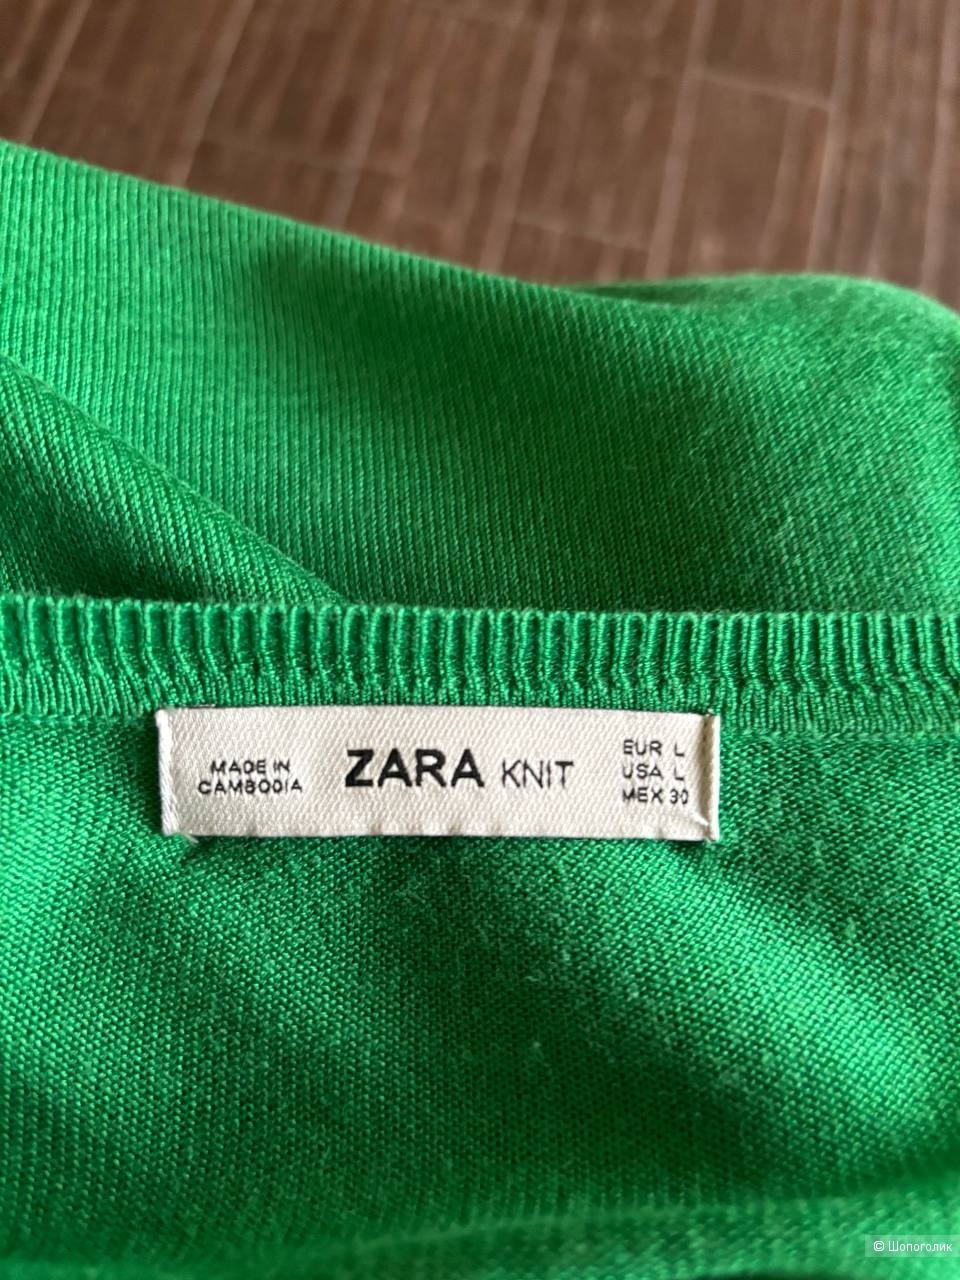 MADE IN
CAMBODIA
ZARA KNIT
EUR L
USA L
MEX 30
© Шопоголик